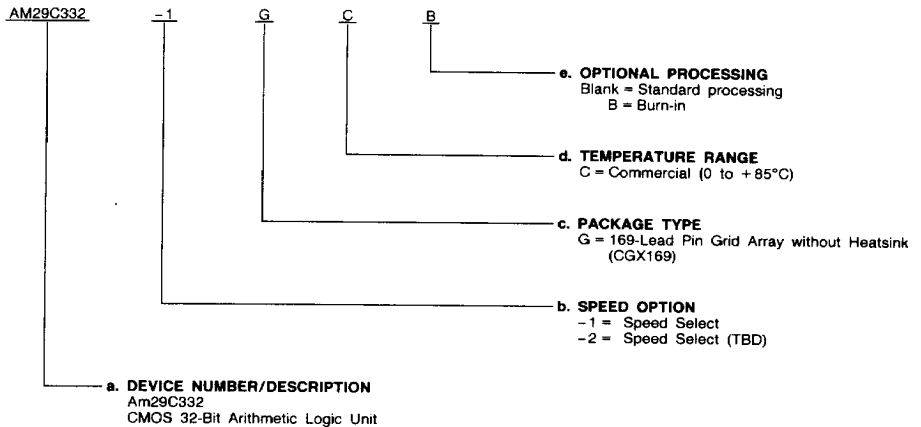 AM29C332 -1 G C B
e. OPTIONAL PROCESSING
Blank = Standard processing
B = Burn-in
d. TEMPERATURE RANGE
C = Commercial (0 to +85°C)
c. PACKAGE TYPE
G = 169-Lead Pin Grid Array without Heatsink
(CGX169)
b. SPEED OPTION
-1 = Speed Select
-2 = Speed Select (TBD)
a. DEVICE NUMBER/DESCRIPTION
Am29C332
CMOS 32-Bit Arithmetic Logic Unit